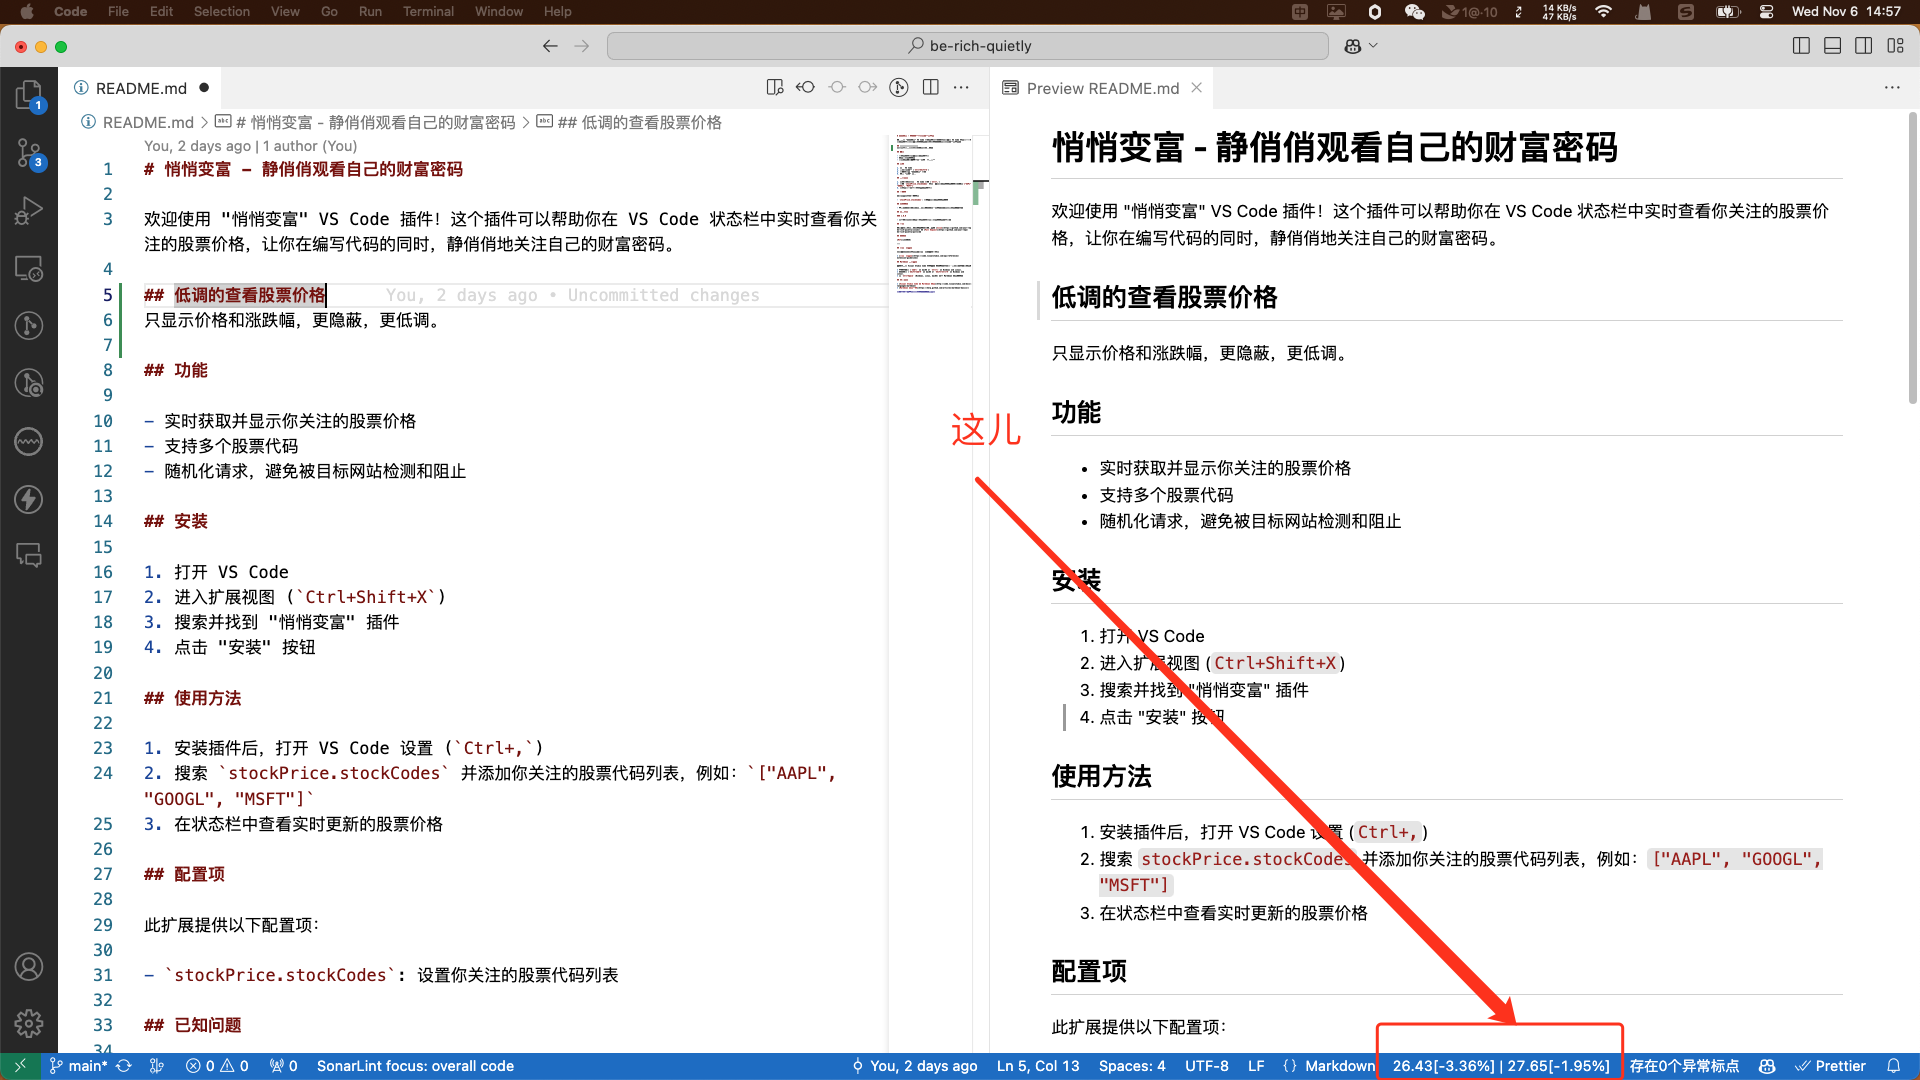 Code File Edit Selection View Go Run Terminal Window Help 1@·10 14 KB/s 47 KB/s Wed Nov 6 14:57
be-rich-quietly
README.md
Preview README.md
README.md > # 悄悄变富 - 静俏俏观看自己的财富密码 > ## 低调的查看股票价格
You, 2 days ago | 1 author (You)
1 # 悄悄变富 - 静俏俏观看自己的财富密码
2
3 欢迎使用 "悄悄变富" VS Code 插件！这个插件可以帮助你在 VS Code 状态栏中实时查看你关
注的股票价格，让你在编写代码的同时，静俏俏地关注自己的财富密码。
4
5 ## 低调的查看股票价格 You, 2 days ago • Uncommitted changes
6 只显示价格和涨跌幅，更隐蔽，更低调。
7
8 ## 功能
9
10 - 实时获取并显示你关注的股票价格
11 - 支持多个股票代码
12 - 随机化请求，避免被目标网站检测和阻止
13
14 ## 安装
15
16 1. 打开 VS Code
17 2. 进入扩展视图 (`Ctrl+Shift+X`)
18 3. 搜索并找到 "悄悄变富" 插件
19 4. 点击 "安装" 按钮
20
21 ## 使用方法
22
23 1. 安装插件后，打开 VS Code 设置 (`Ctrl+,`)
24 2. 搜索 `stockPrice.stockCodes` 并添加你关注的股票代码列表，例如：`["AAPL",
"GOOGL", "MSFT"]`
25 3. 在状态栏中查看实时更新的股票价格
26
27 ## 配置项
28
29 此扩展提供以下配置项：
30
31 - `stockPrice.stockCodes`: 设置你关注的股票代码列表
32
33 ## 已知问题
34
这儿
悄悄变富 - 静俏俏观看自己的财富密码
欢迎使用 "悄悄变富" VS Code 插件！这个插件可以帮助你在 VS Code 状态栏中实时查看你关注的股票价
格，让你在编写代码的同时，静俏俏地关注自己的财富密码。
低调的查看股票价格
只显示价格和涨跌幅，更隐蔽，更低调。
功能
• 实时获取并显示你关注的股票价格
• 支持多个股票代码
• 随机化请求，避免被目标网站检测和阻止
安装
1. 打开 VS Code
2. 进入扩展视图 (Ctrl+Shift+X)
3. 搜索并找到 "悄悄变富" 插件
4. 点击 "安装" 按钮
使用方法
1. 安装插件后，打开 VS Code 设置 (Ctrl+,)
2. 搜索 stockPrice.stockCodes 并添加你关注的股票代码列表，例如：["AAPL", "GOOGL",
"MSFT"]
3. 在状态栏中查看实时更新的股票价格
配置项
此扩展提供以下配置项：
1
3
main* 0 0 0 SonarLint focus: overall code You, 2 days ago Ln 5, Col 13 Spaces: 4 UTF-8 LF {} Markdown 26.43[-3.36%] | 27.65[-1.95%] 存在0个异常标点 Prettier